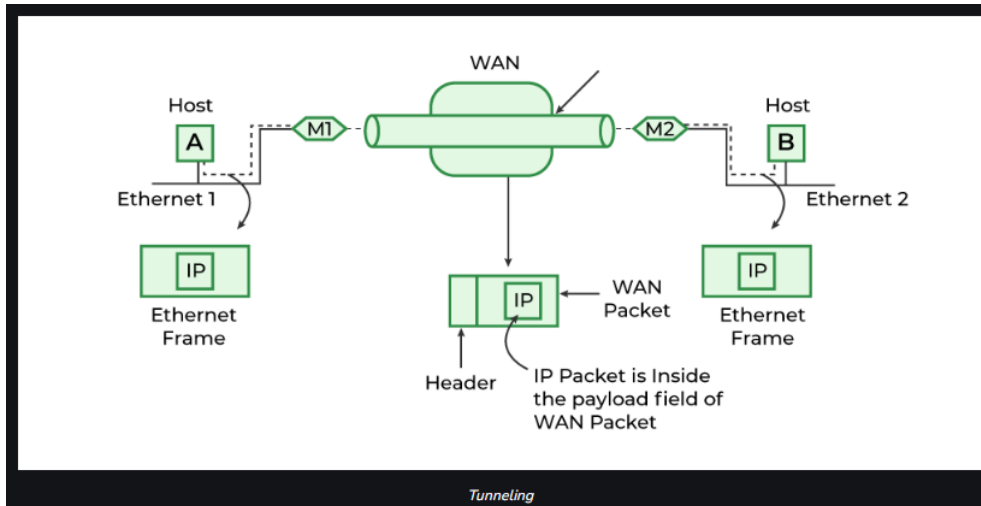 WAN
Host
Host
A
M1
M2
B
Ethernet 1
Ethernet 2
IP
IP
IP
Ethernet
Frame
WAN
Packet
Ethernet
Frame
Header
IP Packet is Inside
the payload field of
WAN Packet
Tunneling